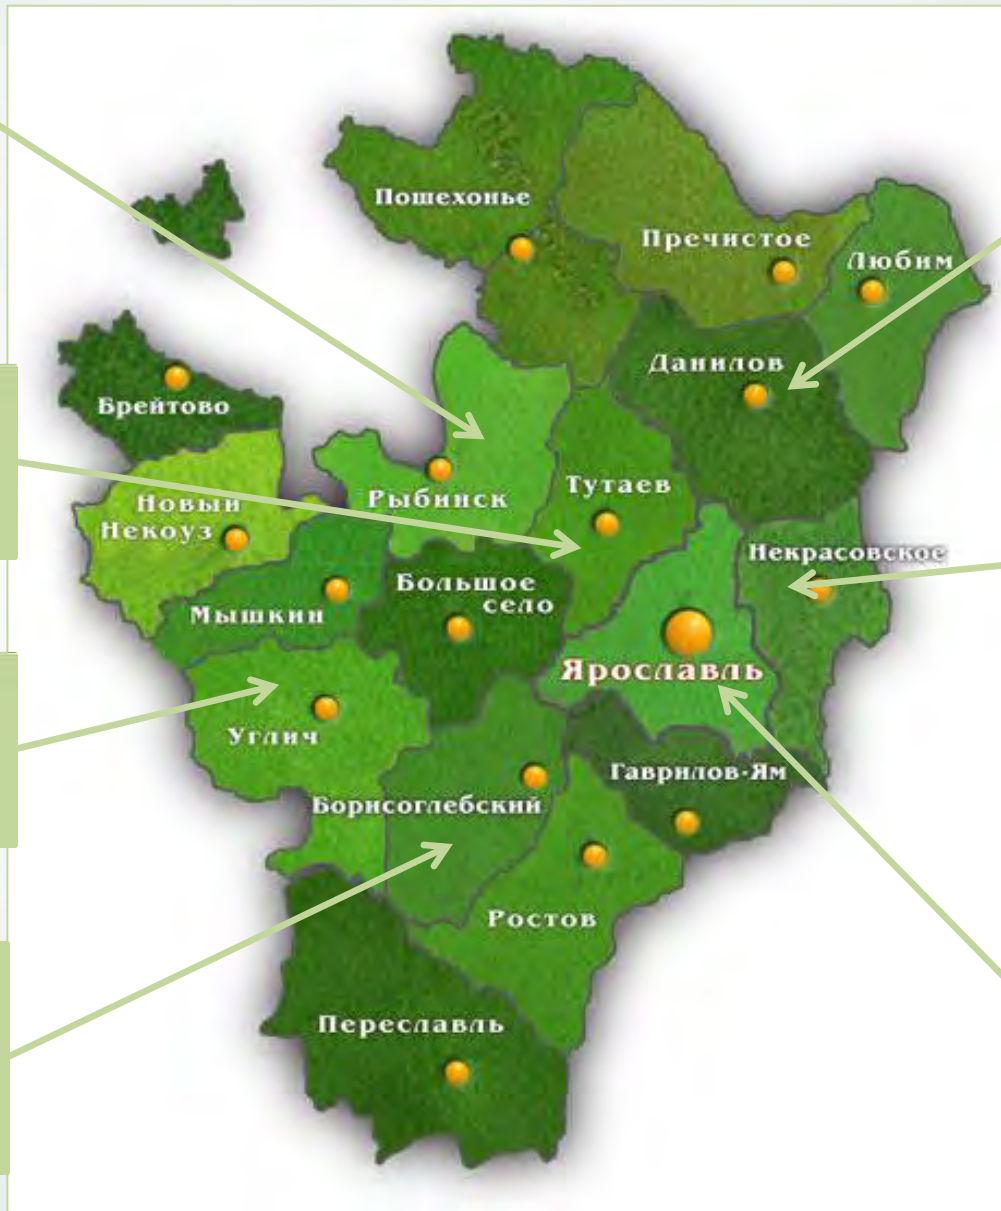 Пошехонье
Пречистое
Любим
Данилов
Брейтово
Рыбинск
Тутаев
Новый
Некоуз
Некрасовское
Большое
село
Мышкин
Ярославль
Углич
Гаврилов-Ям
Борисоглебский
Ростов
Переславль